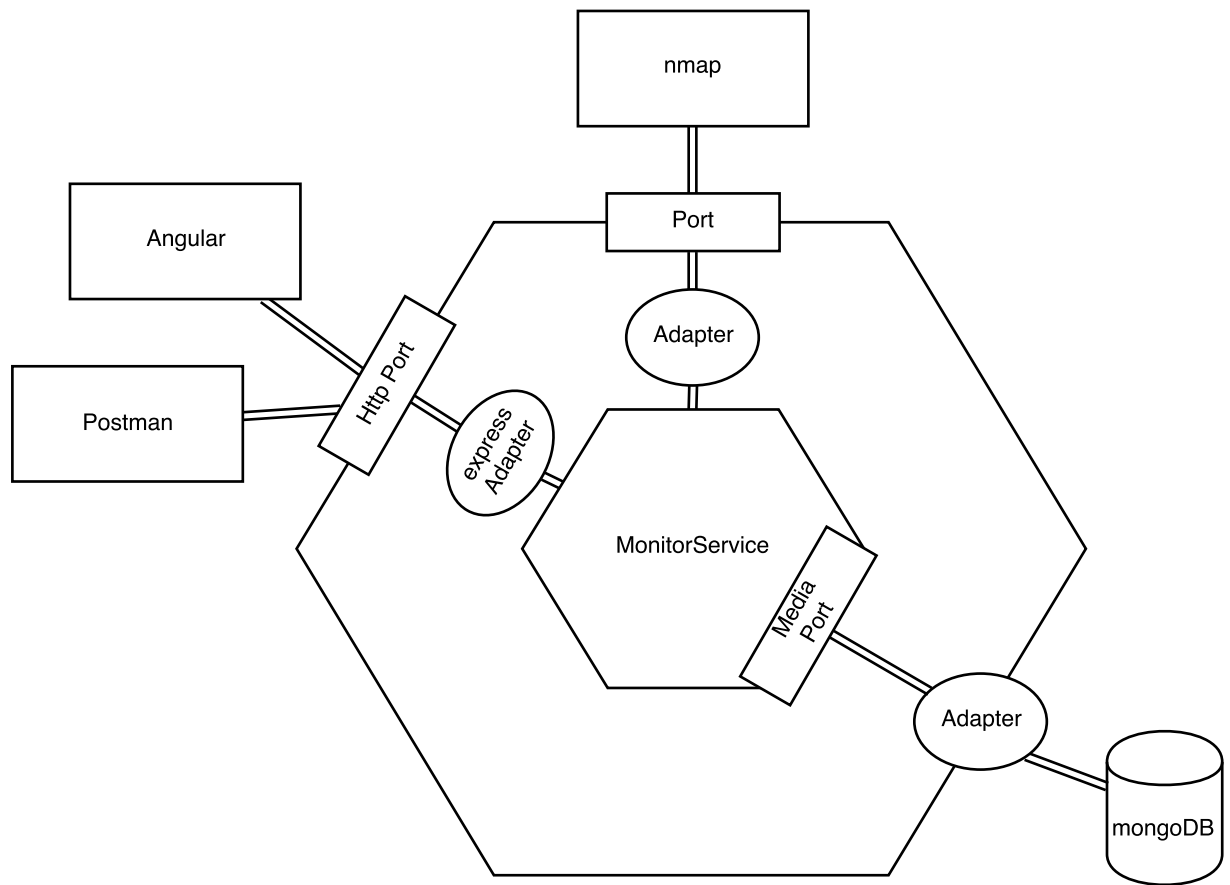 nmap
Port
Angular
Adapter
Http Port
Postman
express
Adapter
MonitorService
Media
Port
Adapter
mongoDB